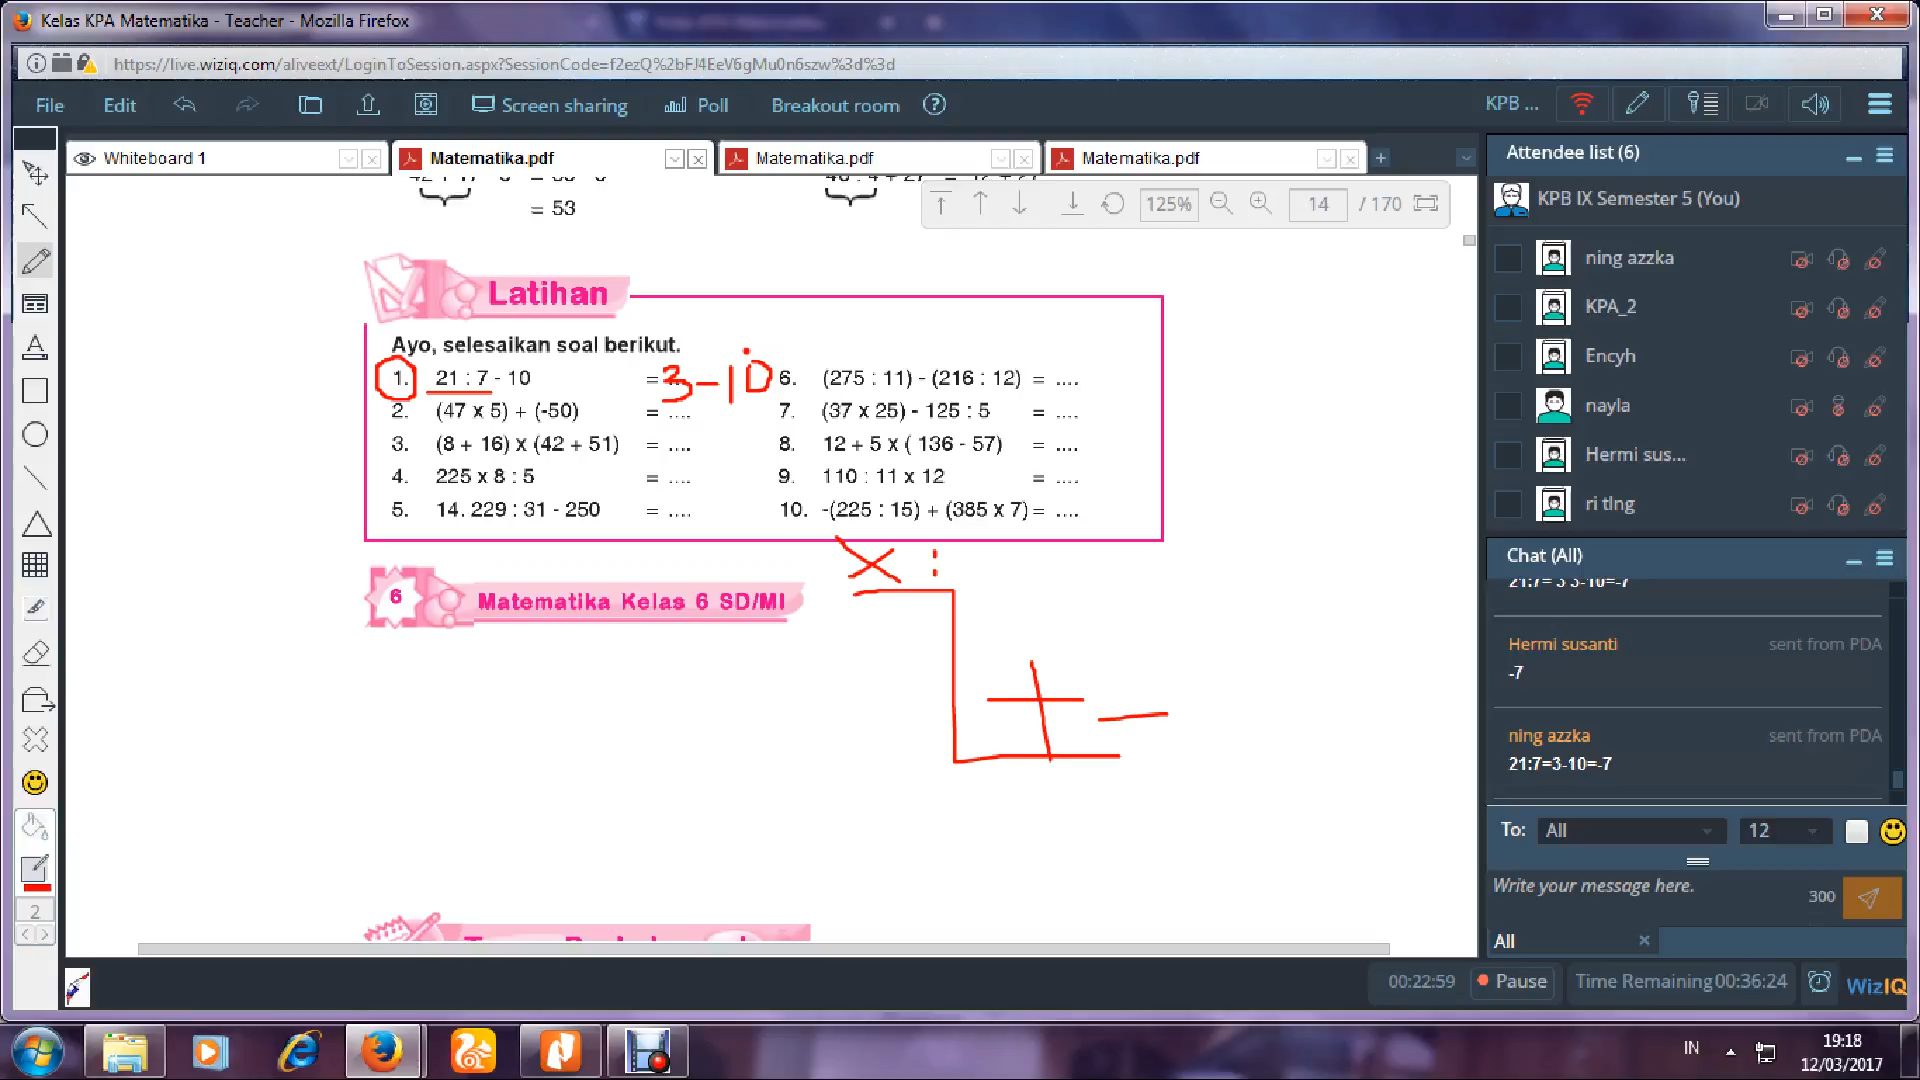 Kelas KPA Matematika - Teacher - Mozilla Firefox
https://live.wiziq.com/aliveext/LoginToSession.aspx?SessionCode=f2ezQ%2bFJ4EeV6gMu0n6szw%3d%3d
File Edit Screen sharing Poll Breakout room ? KPB ...
Whiteboard 1 Matematika.pdf Matematika.pdf Matematika.pdf +
= 53
125% 14 / 170
Latihan
Ayo, selesaikan soal berikut.
1. 21 : 7 - 10 = .... 3 - 10
2. (47 x 5) + (-50) = ....
3. (8 + 16) x (42 + 51) = ....
4. 225 x 8 : 5 = ....
5. 14. 229 : 31 - 250 = ....
6. (275 : 11) - (216 : 12) = ....
7. (37 x 25) - 125 : 5 = ....
8. 12 + 5 x ( 136 - 57) = ....
9. 110 : 11 x 12 = ....
10. -(225 : 15) + (385 x 7) = ....
x :
+ -
6 Matematika Kelas 6 SD/MI
2
Attendee list (6)
KPB IX Semester 5 (You)
ning azzka
KPA_2
Encyh
nayla
Hermi sus...
ri tIng
Chat (All)
21:7= 3 3-10=-7
Hermi susanti sent from PDA
-7
ning azzka sent from PDA
21:7=3-10=-7
To: All 12
Write your message here. 300
All
00:22:59 Pause Time Remaining 00:36:24 WizIQ
IN 19:18
12/03/2017